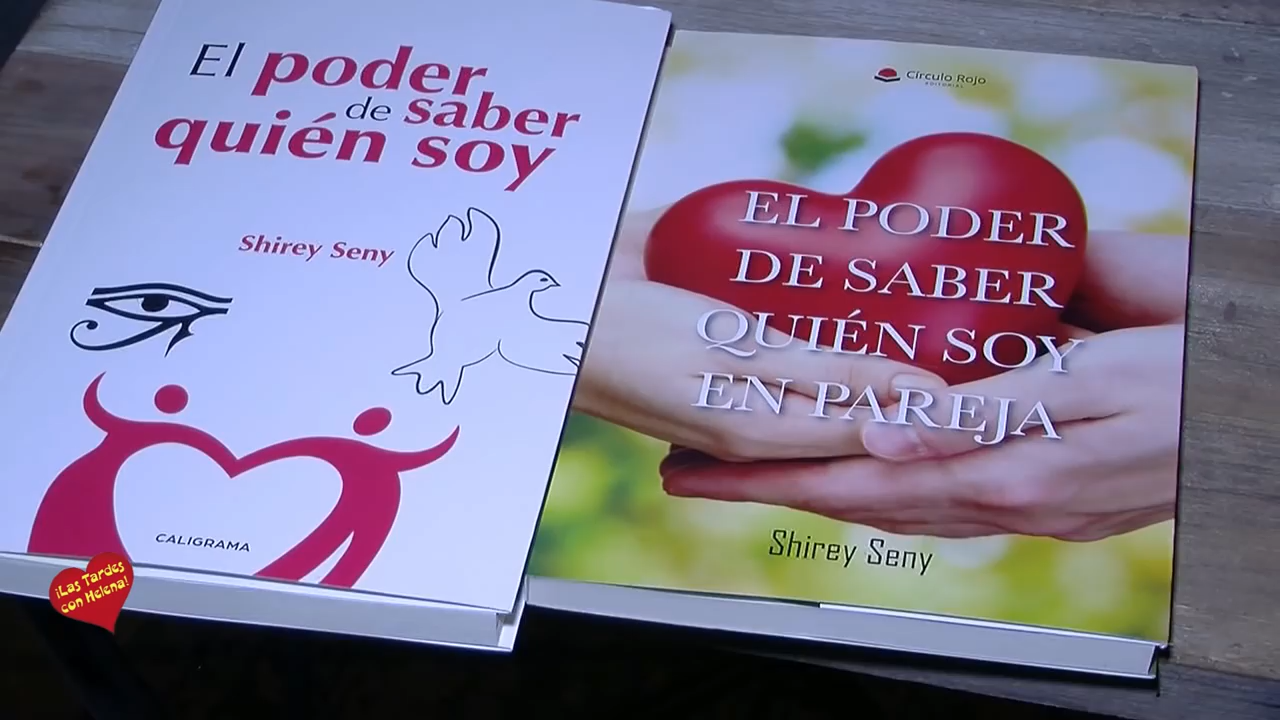 El poder
de saber
quién soy
Shirey Seny
CALIGRAMA
Círculo Rojo
EDITORIAL
EL PODER
DE SABER
QUIÉN SOY
EN PAREJA
Shirey Seny
¡Las Tardes
con Helena!